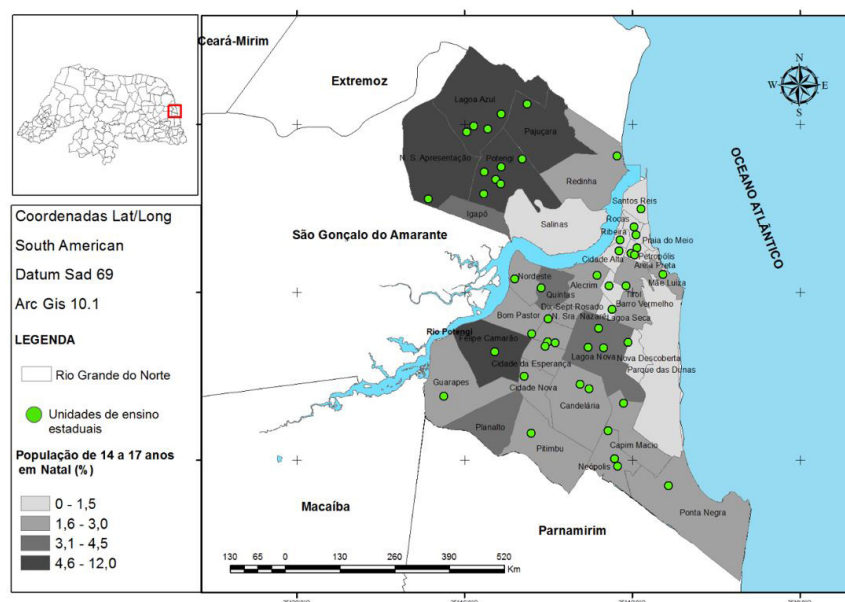 Ceará-Mirim
Extremoz
São Gonçalo do Amarante
Macaíba
Parnamirim
OCEANO ATLÂNTICO
N
W E
S
Lagoa Azul
Pajuçara
N. S. Apresentação
Potengi
Redinha
Igapó
Salinas
Santos Reis
Rocas
Ribeira
Praia do Meio
Cidade Alta
Petropólis
Areia Preta
Mãe Luiza
Nordeste
Quintas
Alecrim
Tirol
Barro Vermelho
Dix-Sept Rosado
Bom Pastor
N. Sra. Nazaré
Lagoa Seca
Rio Potengi
Felipe Camarão
Cidade da Esperança
Lagoa Nova
Nova Descoberta
Parque das Dunas
Guarapes
Cidade Nova
Candelária
Planalto
Pitimbu
Capim Macio
Neópolis
Ponta Negra
130 65 0 130 260 390 520
Km
Coordenadas Lat/Long
South American
Datum Sad 69
Arc Gis 10.1
LEGENDA
Rio Grande do Norte
Unidades de ensino
estaduais
População de 14 a 17 anos
em Natal (%)
0 - 1,5
1,6 - 3,0
3,1 - 4,5
4,6 - 12,0